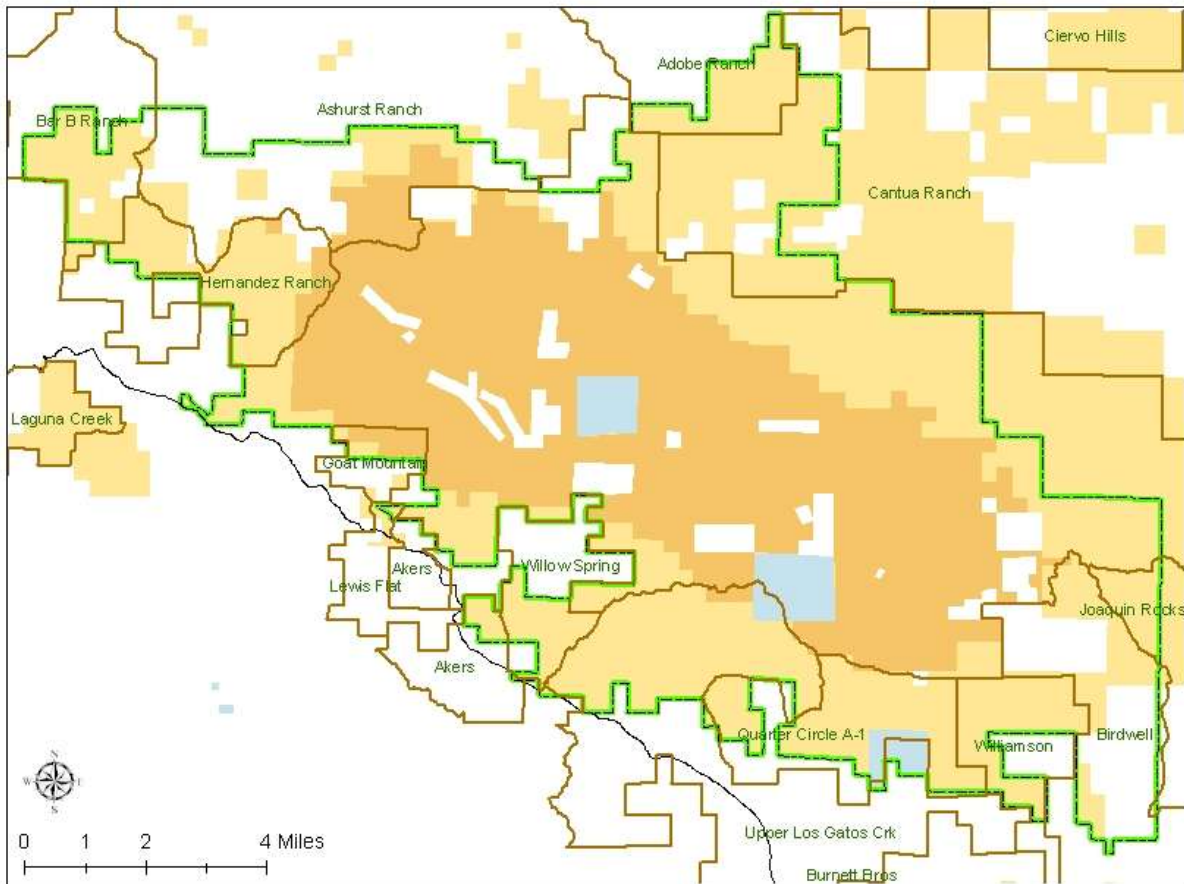 Ciervo Hills
Adobe Ranch
Ashurst Ranch
Bar B Ranch
Cantua Ranch
Hernandez Ranch
Laguna Creek
Goat Mountain
Willow Spring
Akers
Lewis Flat
Joaquin Rocks
Akers
Quarter Circle A-1
Birdwell
Williamson
N
W E
S
Upper Los Gatos Crk
0 1 2 4 Miles
Burnett Bros